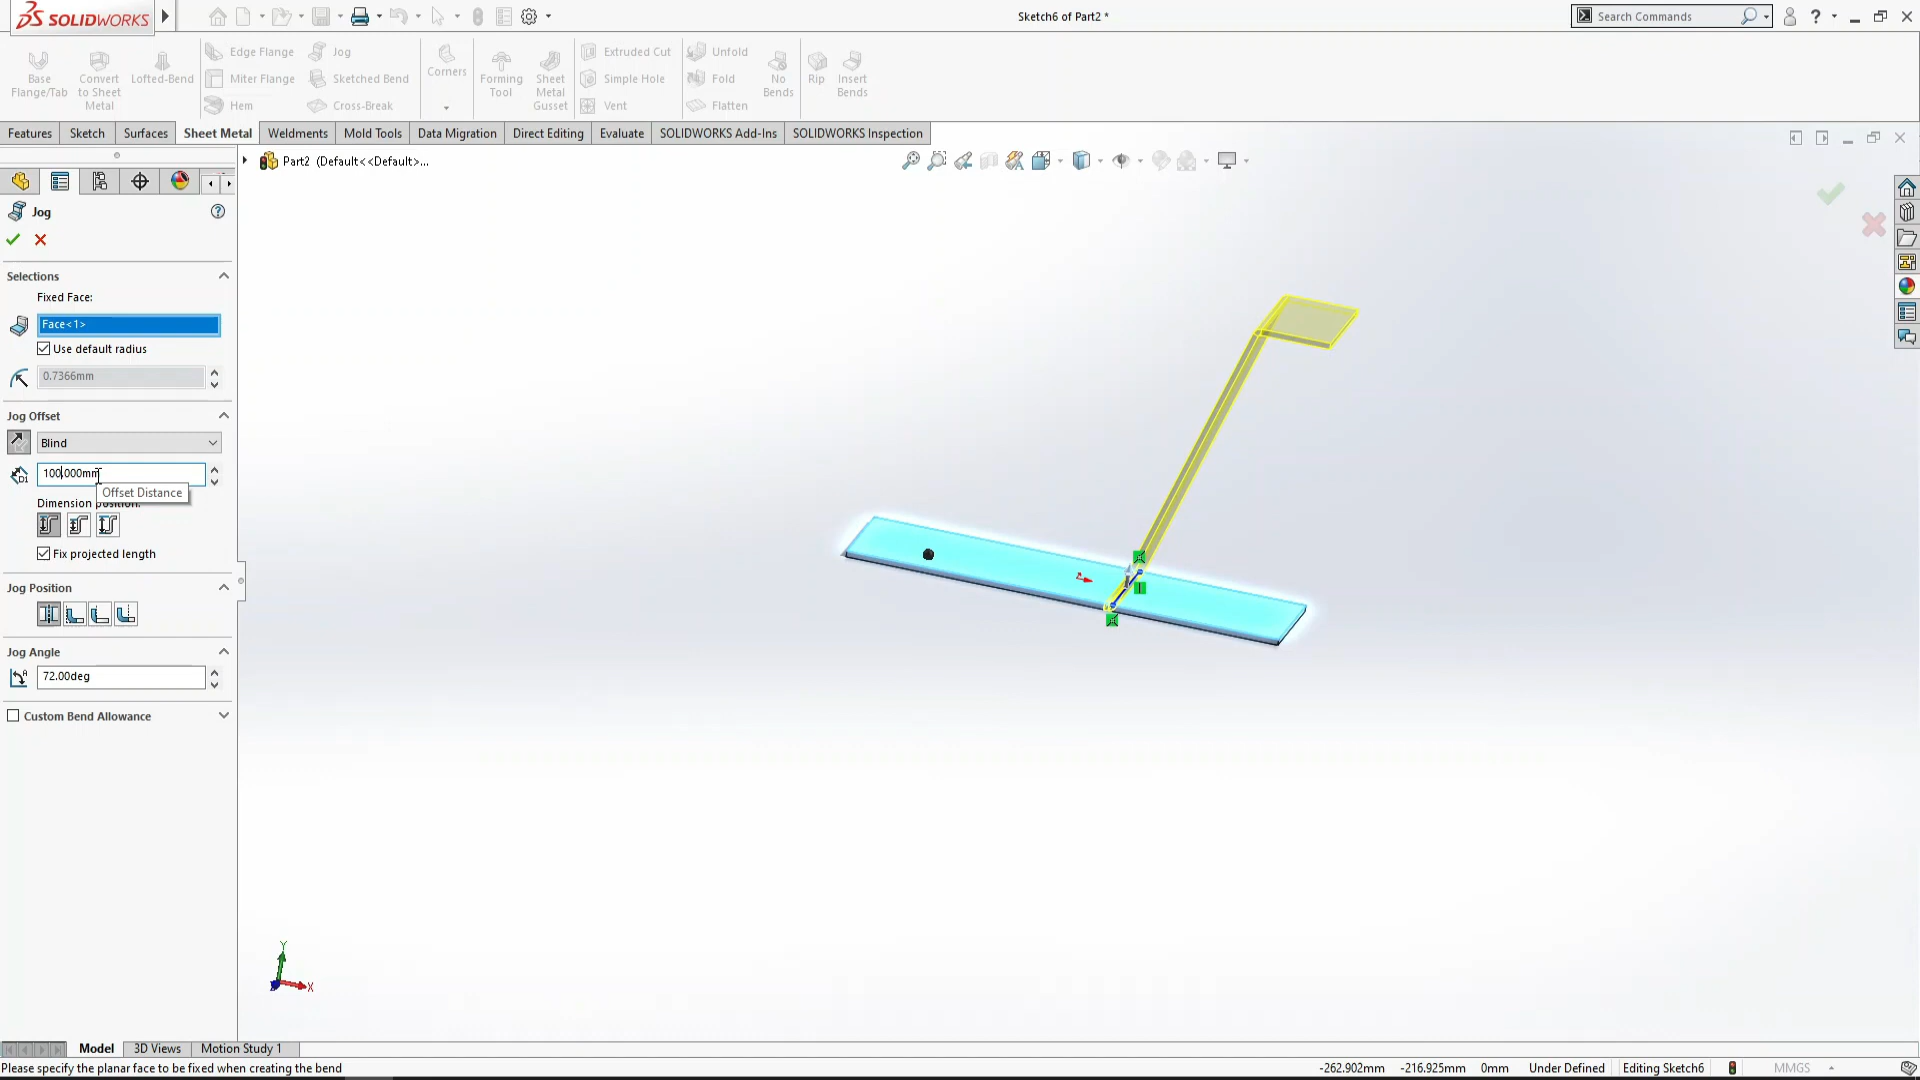 SOLIDWORKS
Sketch6 of Part2 *
Search Commands
Base Flange/Tab
Convert to Sheet Metal
Lofted-Bend
Edge Flange
Miter Flange
Hem
Jog
Sketched Bend
Cross-Break
Corners
Forming Tool
Sheet Metal Gusset
Extruded Cut
Simple Hole
Vent
Unfold
Fold
Flatten
No Bends
Rip
Insert Bends
Features
Sketch
Surfaces
Sheet Metal
Weldments
Mold Tools
Data Migration
Direct Editing
Evaluate
SOLIDWORKS Add-Ins
SOLIDWORKS Inspection
Part2 (Default<<Default>...
Jog
Selections
Fixed Face:
Face<1>
Use default radius
0.7366mm
Jog Offset
Blind
100.000mm
Offset Distance
Dimension position:
Fix projected length
Jog Position
Jog Angle
72.00deg
Custom Bend Allowance
Y
X
Model
3D Views
Motion Study 1
Please specify the planar face to be fixed when creating the bend
-262.902mm
-216.925mm
0mm
Under Defined
Editing Sketch6
MMGS